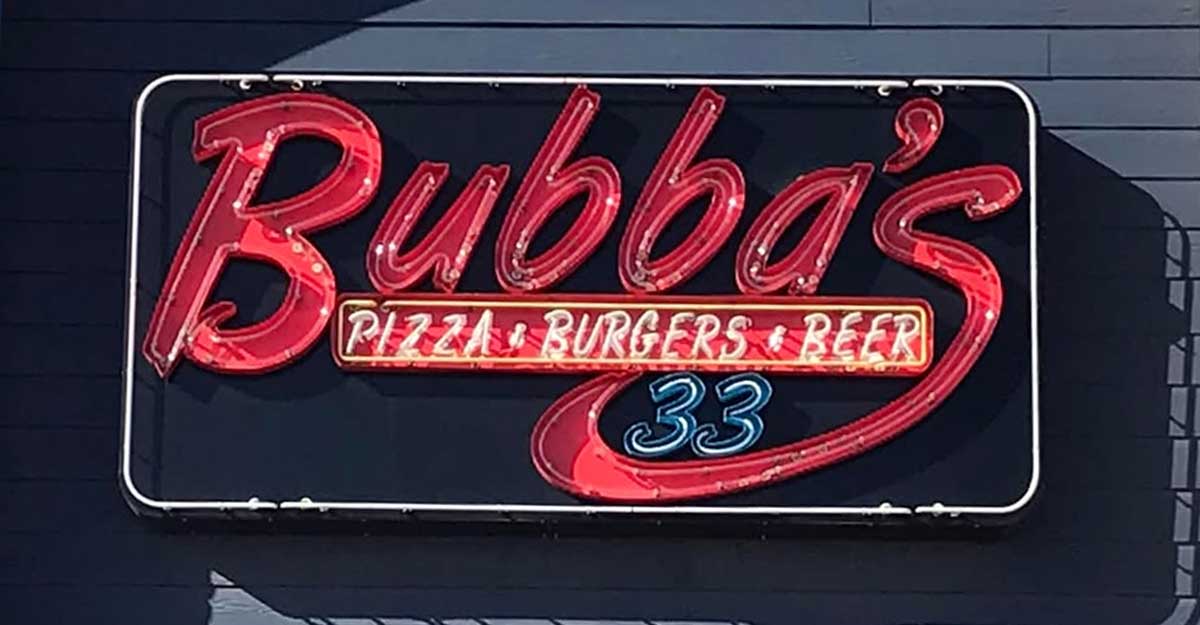 Bubba's
PIZZA • BURGERS • BEER
33